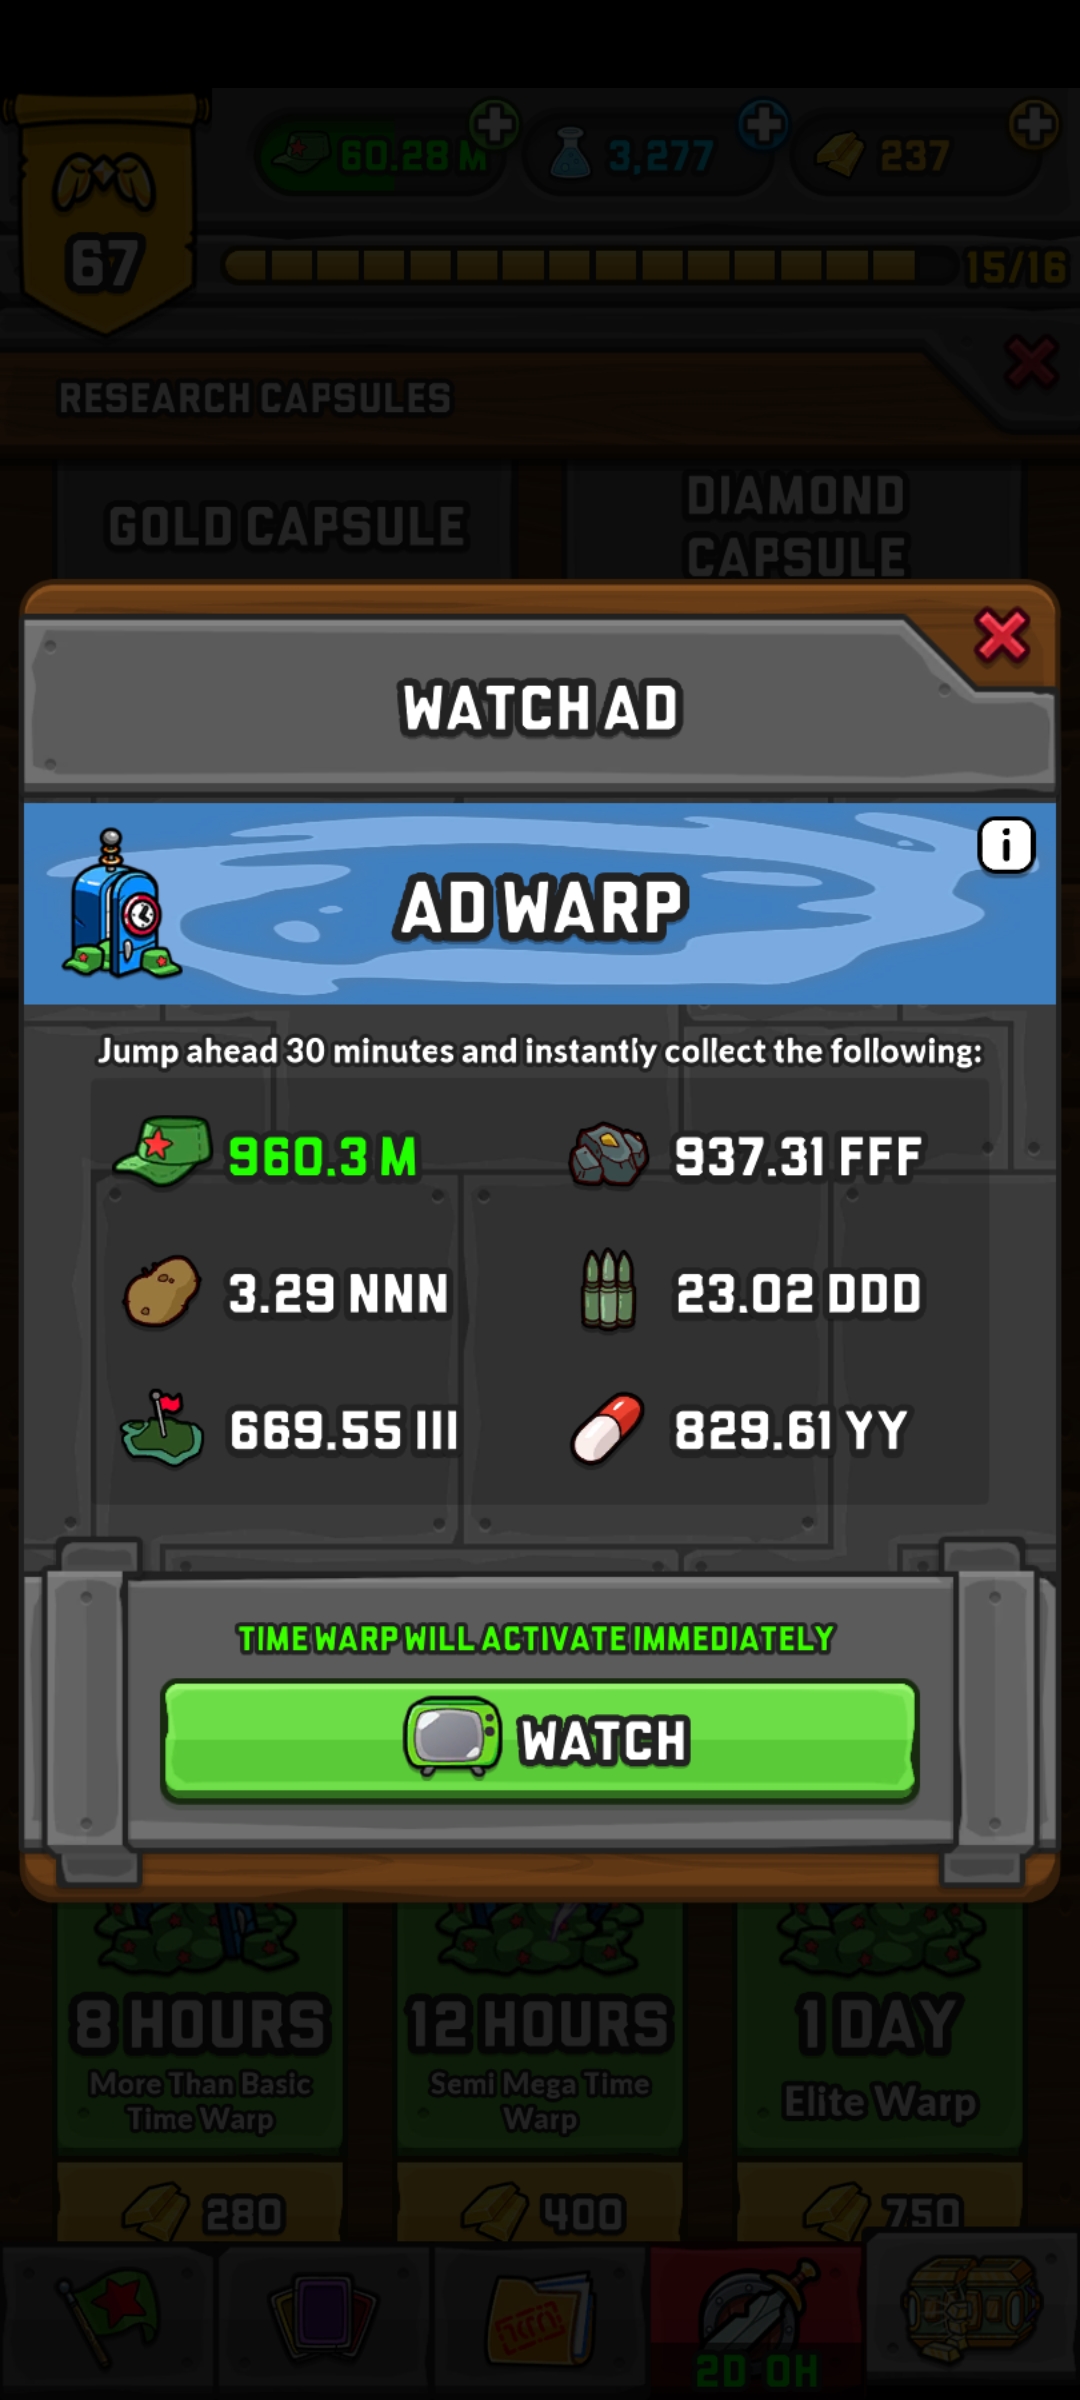 60.28 M
3,277
237
67
15/16
RESEARCH CAPSULES
GOLD CAPSULE
DIAMOND
CAPSULE
WATCH AD
AD WARP
i
Jump ahead 30 minutes and instantly collect the following:
960.3 M
937.31 FFF
3.29 NNN
23.02 DDD
669.55 III
829.61 YY
TIME WARP WILL ACTIVATE IMMEDIATELY
WATCH
8 HOURS
More Than Basic
Time Warp
12 HOURS
Semi Mega Time
Warp
1 DAY
Elite Warp
280
400
750
2D 0H